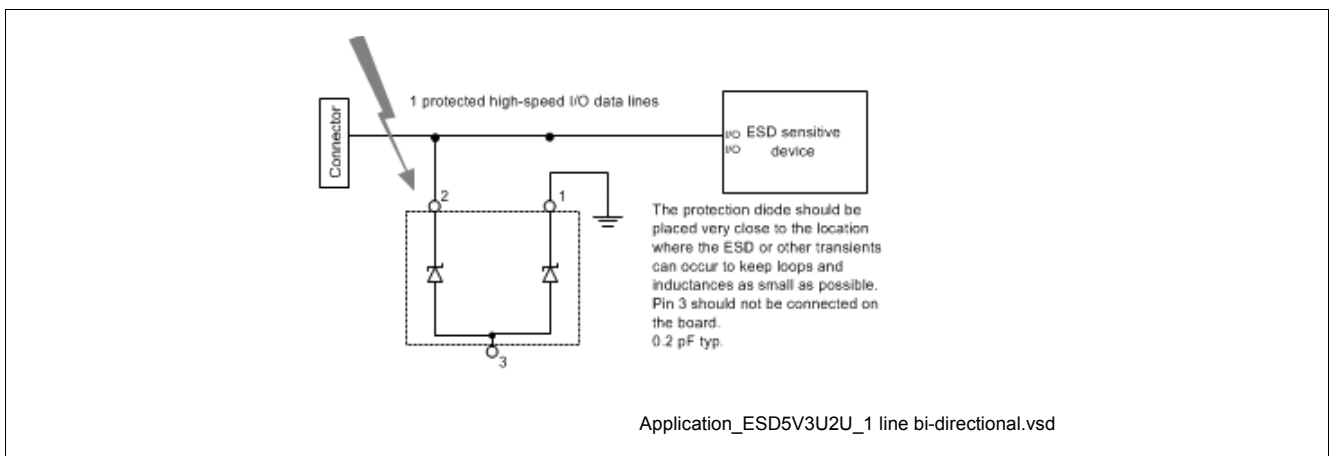 1 protected high-speed I/O data lines
Connector
I/O
I/O
ESD sensitive
device
2
1
3
The protection diode should be
placed very close to the location
where the ESD or other transients
can occur to keep loops and
inductances as small as possible.
Pin 3 should not be connected on
the board.
0.2 pF typ.
Application_ESD5V3U2U_1 line bi-directional.vsd